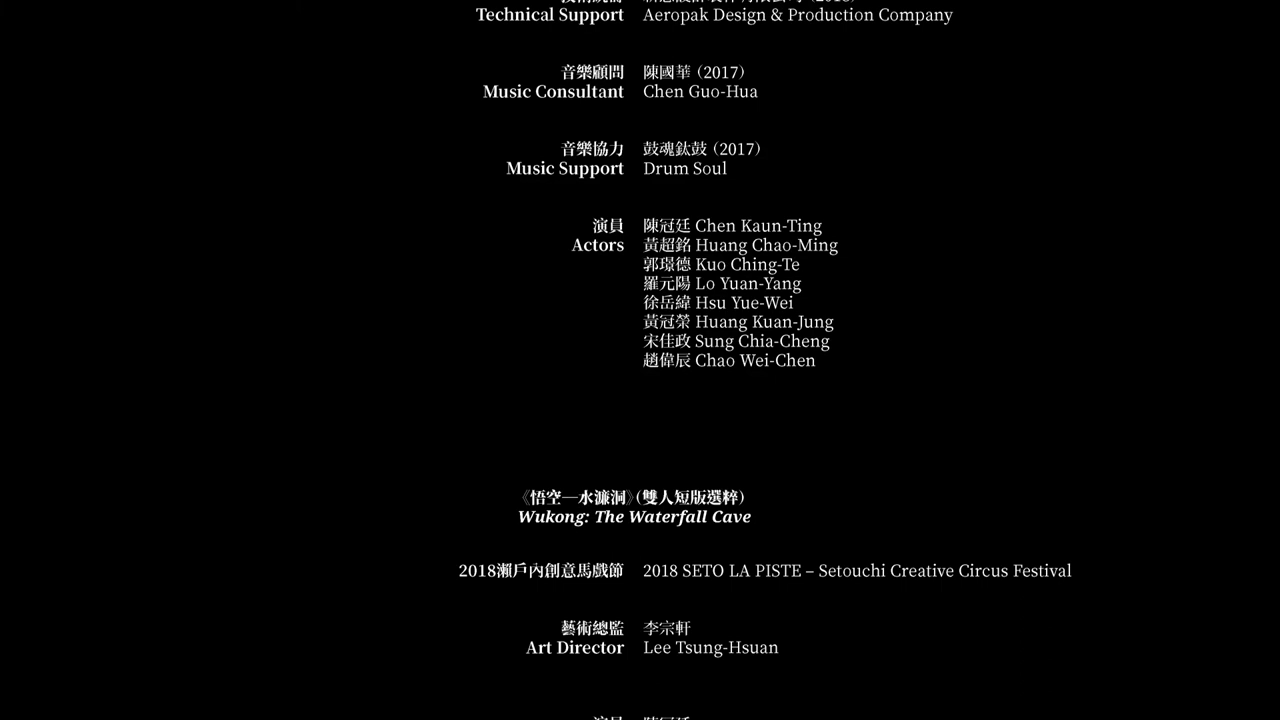 Technical Support Aeropak Design & Production Company
音樂顧問 陳國華（2017）
Music Consultant Chen Guo-Hua
音樂協力 鼓魂鈦鼓（2017）
Music Support Drum Soul
演員 陳冠廷 Chen Kaun-Ting
Actors 黃超銘 Huang Chao-Ming
郭璟德 Kuo Ching-Te
羅元陽 Lo Yuan-Yang
徐岳緯 Hsu Yue-Wei
黃冠榮 Huang Kuan-Jung
宋佳政 Sung Chia-Cheng
趙偉辰 Chao Wei-Chen
《悟空─水濂洞》（雙人短版選粹）
Wukong: The Waterfall Cave
2018瀨戶內創意馬戲節 2018 SETO LA PISTE – Setouchi Creative Circus Festival
藝術總監 李宗軒
Art Director Lee Tsung-Hsuan
演員 陳冠廷